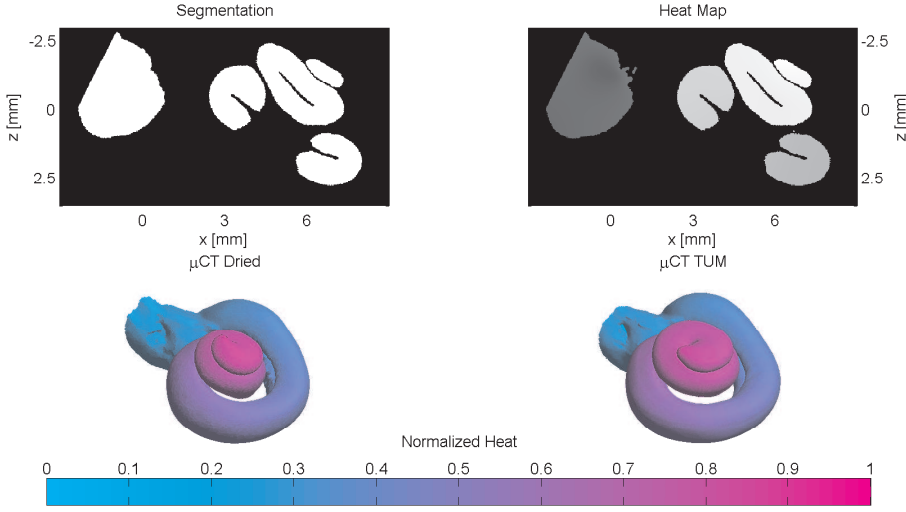 Segmentation
Heat Map
-2.5
-2.5
z [mm]
0
0
z [mm]
2.5
2.5
0 3 6
0 3 6
x [mm]
x [mm]
μCT Dried
μCT TUM
Normalized Heat
0 0.1 0.2 0.3 0.4 0.5 0.6 0.7 0.8 0.9 1